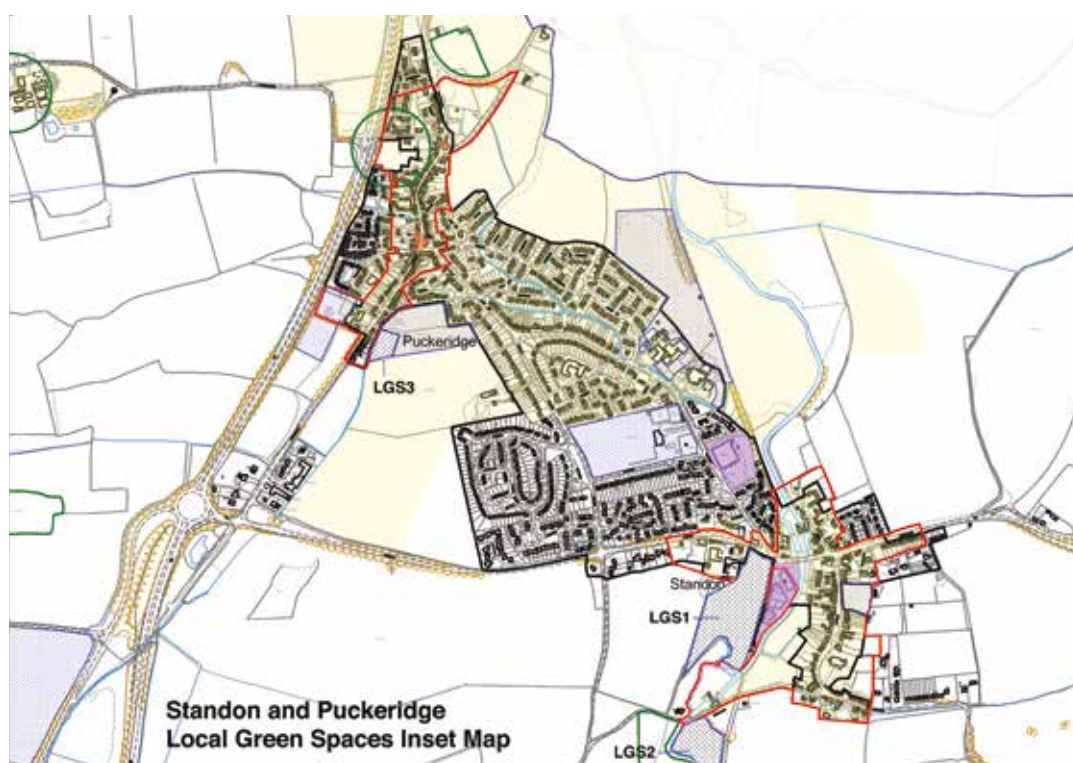 Puckeridge
LGS3
Standon
LGS1
Standon and Puckeridge
Local Green Spaces Inset Map
LGS2